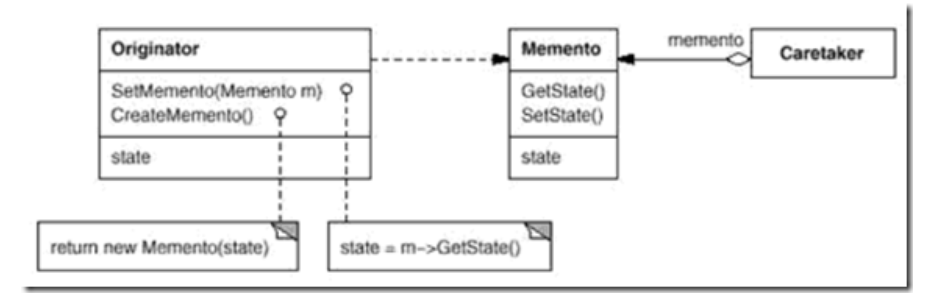 Originator
SetMemento(Memento m)
CreateMemento()
state
Memento
GetState()
SetState()
state
memento
Caretaker
return new Memento(state)
state = m->GetState()